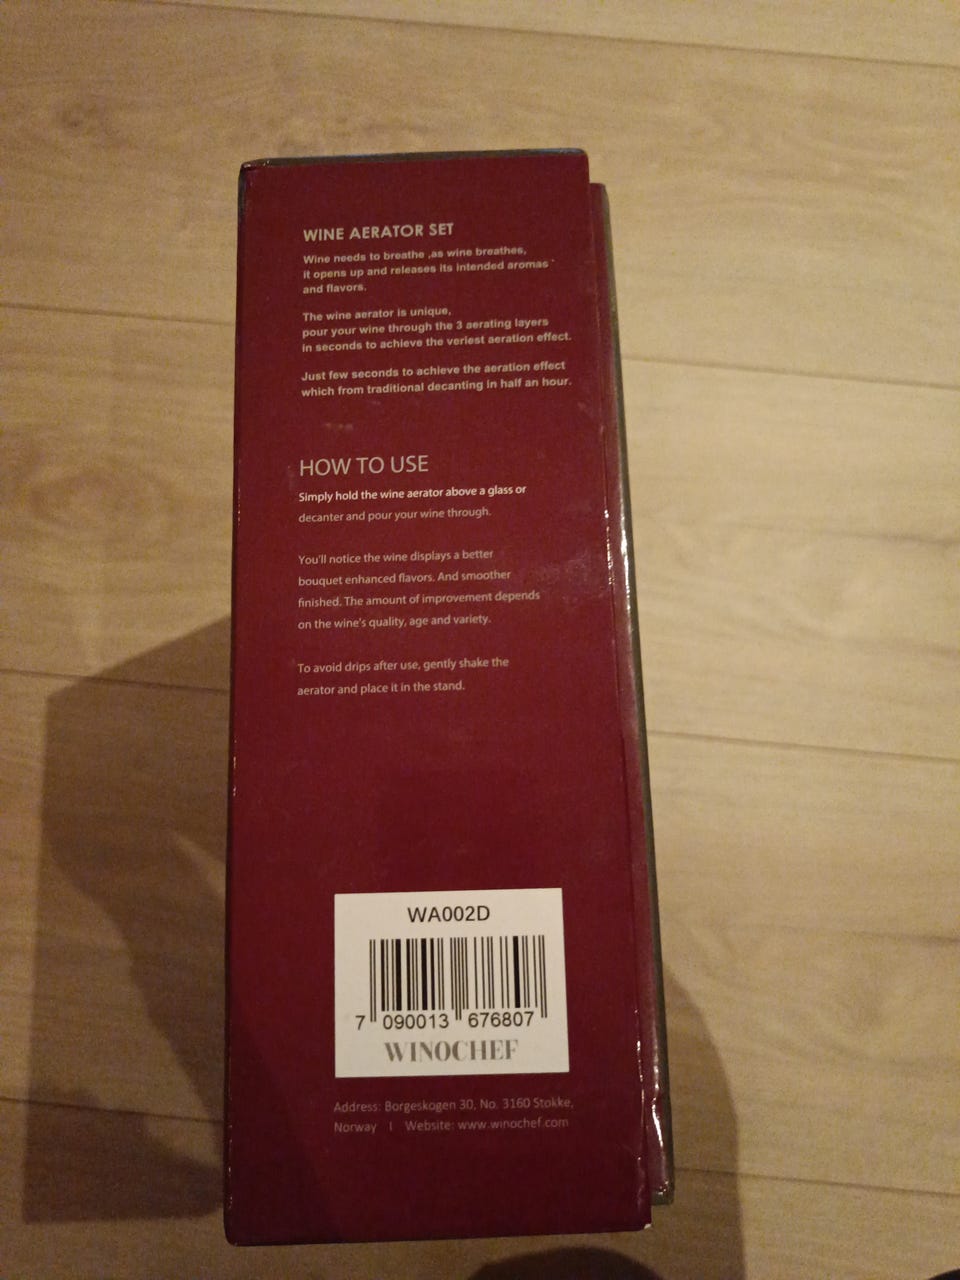 WINE AERATOR SET
Wine needs to breathe ,as wine breathes,
it opens up and releases its intended aromas
and flavors.
The wine aerator is unique,
pour your wine through the 3 aerating layers
in seconds to achieve the veriest aeration effect.
Just few seconds to achieve the aeration effect
which from traditional decanting in half an hour.
HOW TO USE
Simply hold the wine aerator above a glass or
decanter and pour your wine through.
You'll notice the wine displays a better
bouquet enhanced flavors. And smoother
finished. The amount of improvement depends
on the wine's quality, age and variety.
To avoid drips after use, gently shake the
aerator and place it in the stand.
WA002D
7 090013 676807
WINOCHEF
Address: Borgeskogen 30, No. 3160 Stokke,
Norway | Website: www.winochef.com